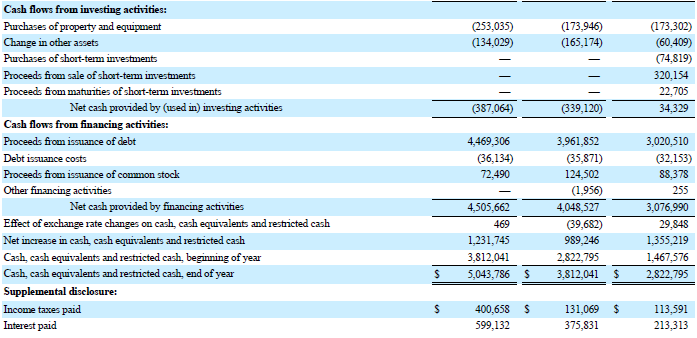 Cash flows from investing activities:
Purchases of property and equipment (253,035) (173,946) (173,302)
Change in other assets (134,029) (165,174) (60,409)
Purchases of short-term investments — — (74,819)
Proceeds from sale of short-term investments — — 320,154
Proceeds from maturities of short-term investments — — 22,705
Net cash provided by (used in) investing activities (387,064) (339,120) 34,329
Cash flows from financing activities:
Proceeds from issuance of debt 4,469,306 3,961,852 3,020,510
Debt issuance costs (36,134) (35,871) (32,153)
Proceeds from issuance of common stock 72,490 124,502 88,378
Other financing activities — (1,956) 255
Net cash provided by financing activities 4,505,662 4,048,527 3,076,990
Effect of exchange rate changes on cash, cash equivalents and restricted cash 469 (39,682) 29,848
Net increase in cash, cash equivalents and restricted cash 1,231,745 989,246 1,355,219
Cash, cash equivalents and restricted cash, beginning of year 3,812,041 2,822,795 1,467,576
Cash, cash equivalents and restricted cash, end of year $ 5,043,786 $ 3,812,041 $ 2,822,795
Supplemental disclosure:
Income taxes paid $ 400,658 $ 131,069 $ 113,591
Interest paid 599,132 375,831 213,313